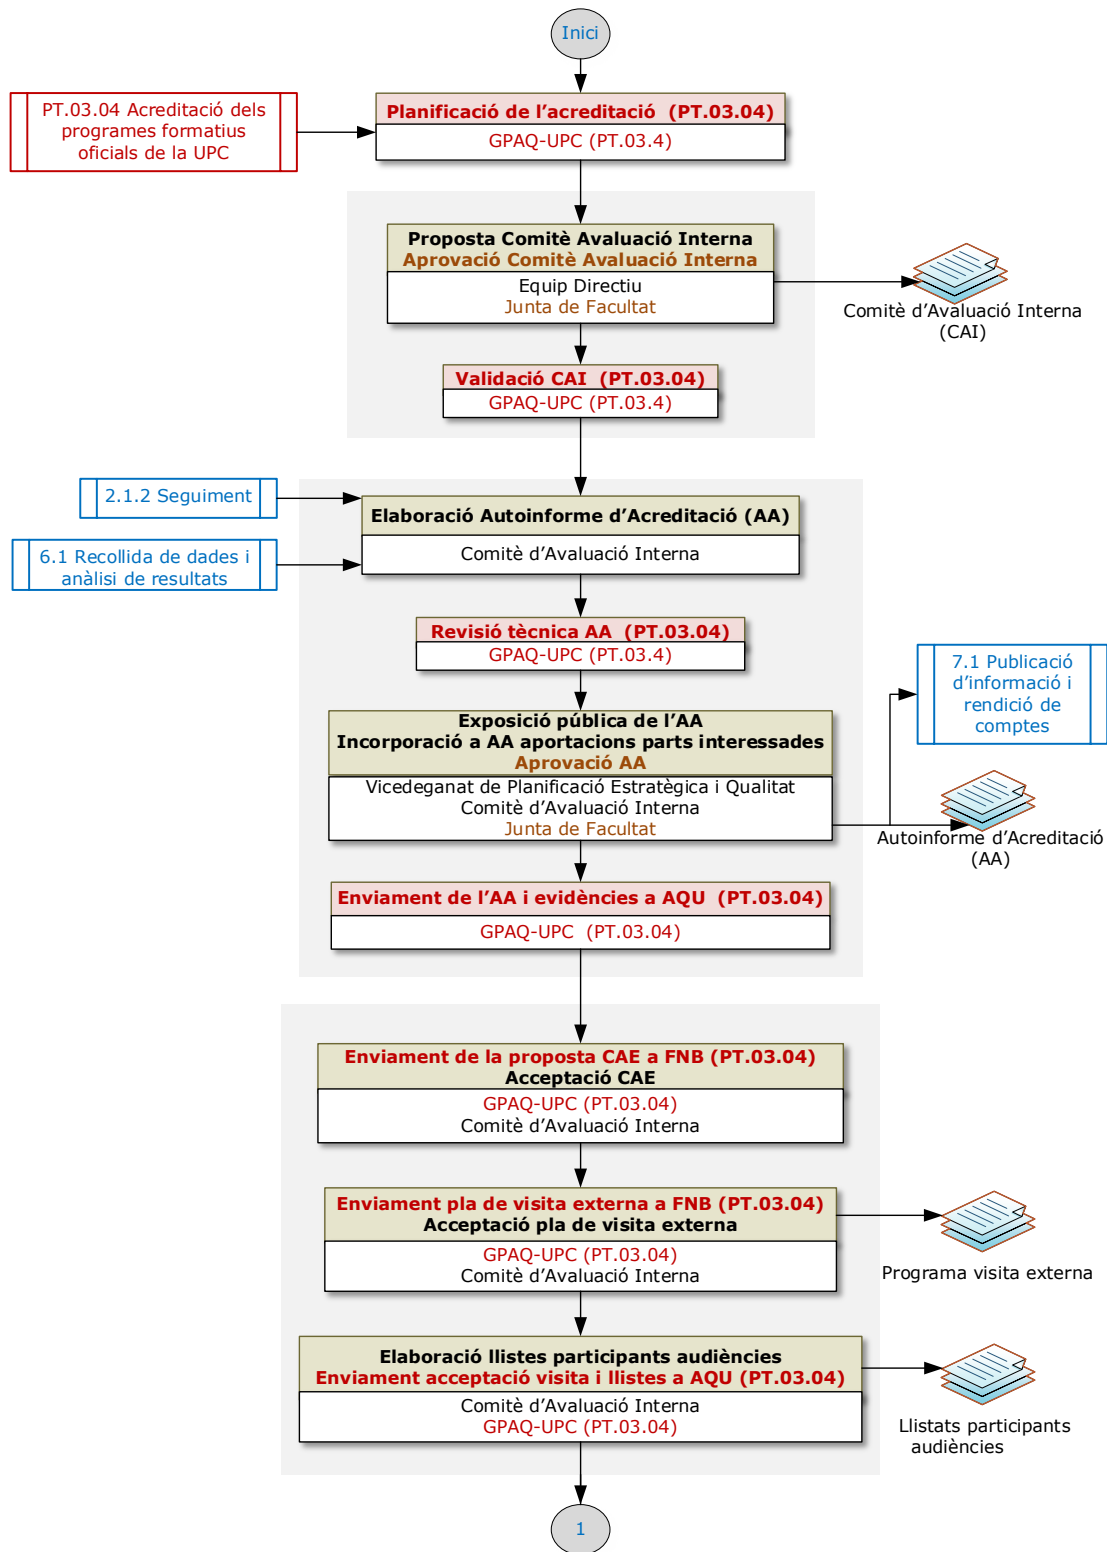 Inici
PT.03.04 Acreditació dels
programes formatius
oficials de la UPC
Planificació de l’acreditació (PT.03.04)
GPAQ-UPC (PT.03.4)
Proposta Comitè Avaluació Interna
Aprovació Comitè Avaluació Interna
Equip Directiu
Junta de Facultat
Comitè d’Avaluació Interna
(CAI)
Validació CAI (PT.03.04)
GPAQ-UPC (PT.03.4)
2.1.2 Seguiment
6.1 Recollida de dades i
anàlisi de resultats
Elaboració Autoinforme d’Acreditació (AA)
Comitè d’Avaluació Interna
Revisió tècnica AA (PT.03.04)
GPAQ-UPC (PT.03.4)
7.1 Publicació
d’informació i
rendició de
comptes
Exposició pública de l’AA
Incorporació a AA aportacions parts interessades
Aprovació AA
Vicedeganat de Planificació Estratègica i Qualitat
Comitè d’Avaluació Interna
Junta de Facultat
Autoinforme d’Acreditació
(AA)
Enviament de l’AA i evidències a AQU (PT.03.04)
GPAQ-UPC (PT.03.04)
Enviament de la proposta CAE a FNB (PT.03.04)
Acceptació CAE
GPAQ-UPC (PT.03.04)
Comitè d’Avaluació Interna
Enviament pla de visita externa a FNB (PT.03.04)
Acceptació pla de visita externa
GPAQ-UPC (PT.03.04)
Comitè d’Avaluació Interna
Programa visita externa
Elaboració llistes participants audiències
Enviament acceptació visita i llistes a AQU (PT.03.04)
Comitè d’Avaluació Interna
GPAQ-UPC (PT.03.04)
Llistats participants
audiències
1